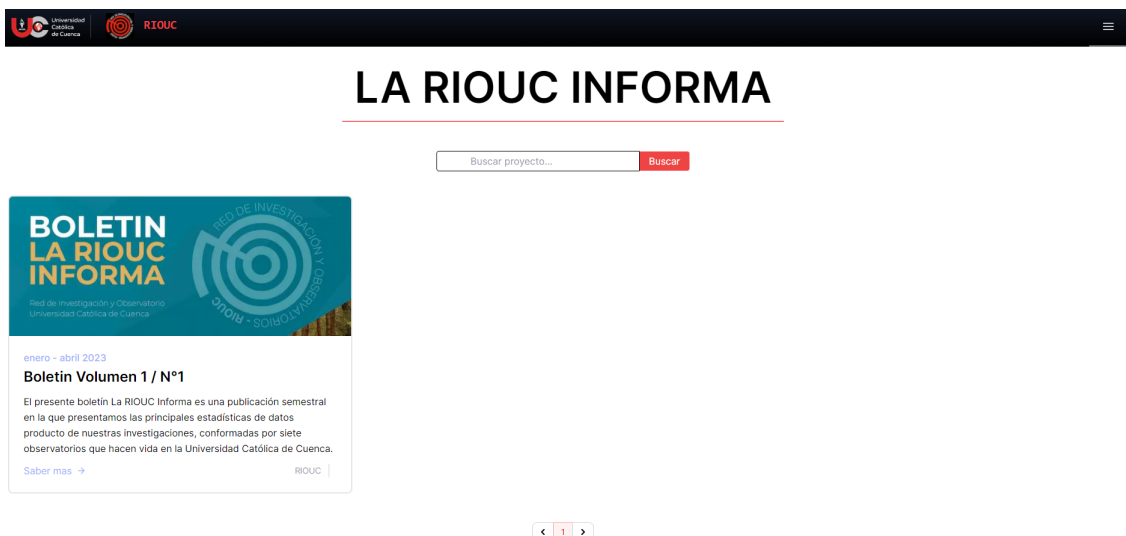 Universidad
Católica
de Cuenca
RIOUC
LA RIOUC INFORMA
Buscar proyecto...
Buscar
BOLETIN
LA RIOUC
INFORMA
Red de Investigación y Observatorio
Universidad Católica de Cuenca
RED DE INVESTIGACIÓN Y OBSERVATORIOS - RIOUC
enero - abril 2023
Boletin Volumen 1 / N°1
El presente boletín La RIOUC Informa es una publicación semestral
en la que presentamos las principales estadísticas de datos
producto de nuestras investigaciones, conformadas por siete
observatorios que hacen vida en la Universidad Católica de Cuenca.
Saber mas →
RIOUC
1